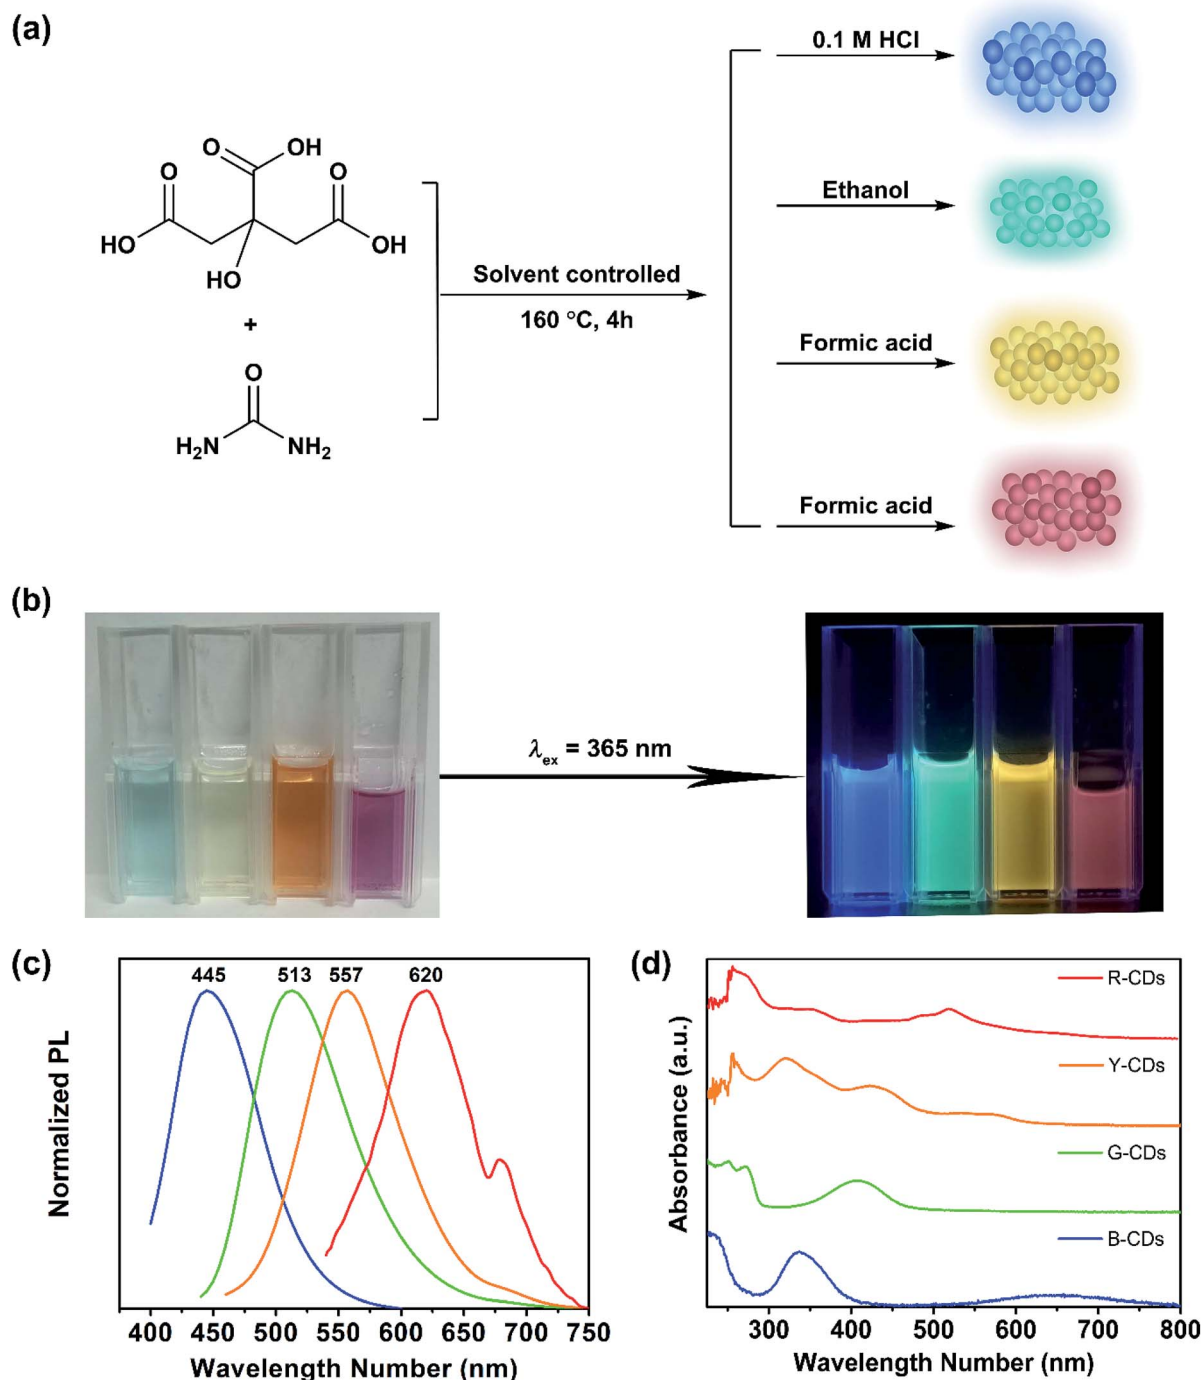 (a)
0.1 M HCl
O
OH
O
O
HO
OH
HO
Ethanol
Solvent controlled
160 °C, 4h
+
Formic acid
O
H₂N
NH₂
Formic acid
(b)
λex = 365 nm
(c)
445
513
557
620
Normalized PL
400
450
500
550
600
650
700
750
Wavelength Number (nm)
(d)
R-CDs
Y-CDs
G-CDs
B-CDs
Absorbance (a.u.)
300
400
500
600
700
800
Wavelength Number (nm)